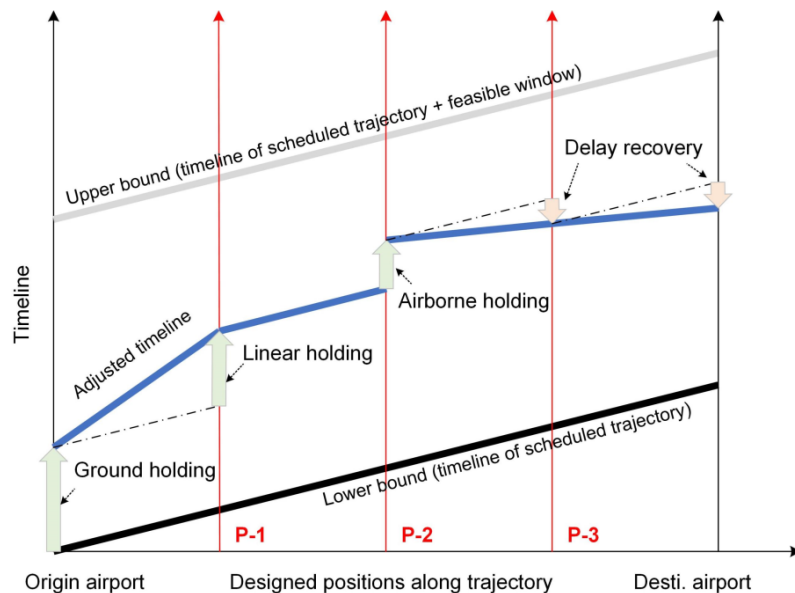 Upper bound (timeline of scheduled trajectory + feasible window)
Delay recovery
Timeline
Adjusted timeline
Linear holding
Airborne holding
Ground holding
Lower bound (timeline of scheduled trajectory)
P-1
P-2
P-3
Origin airport
Designed positions along trajectory
Desti. airport